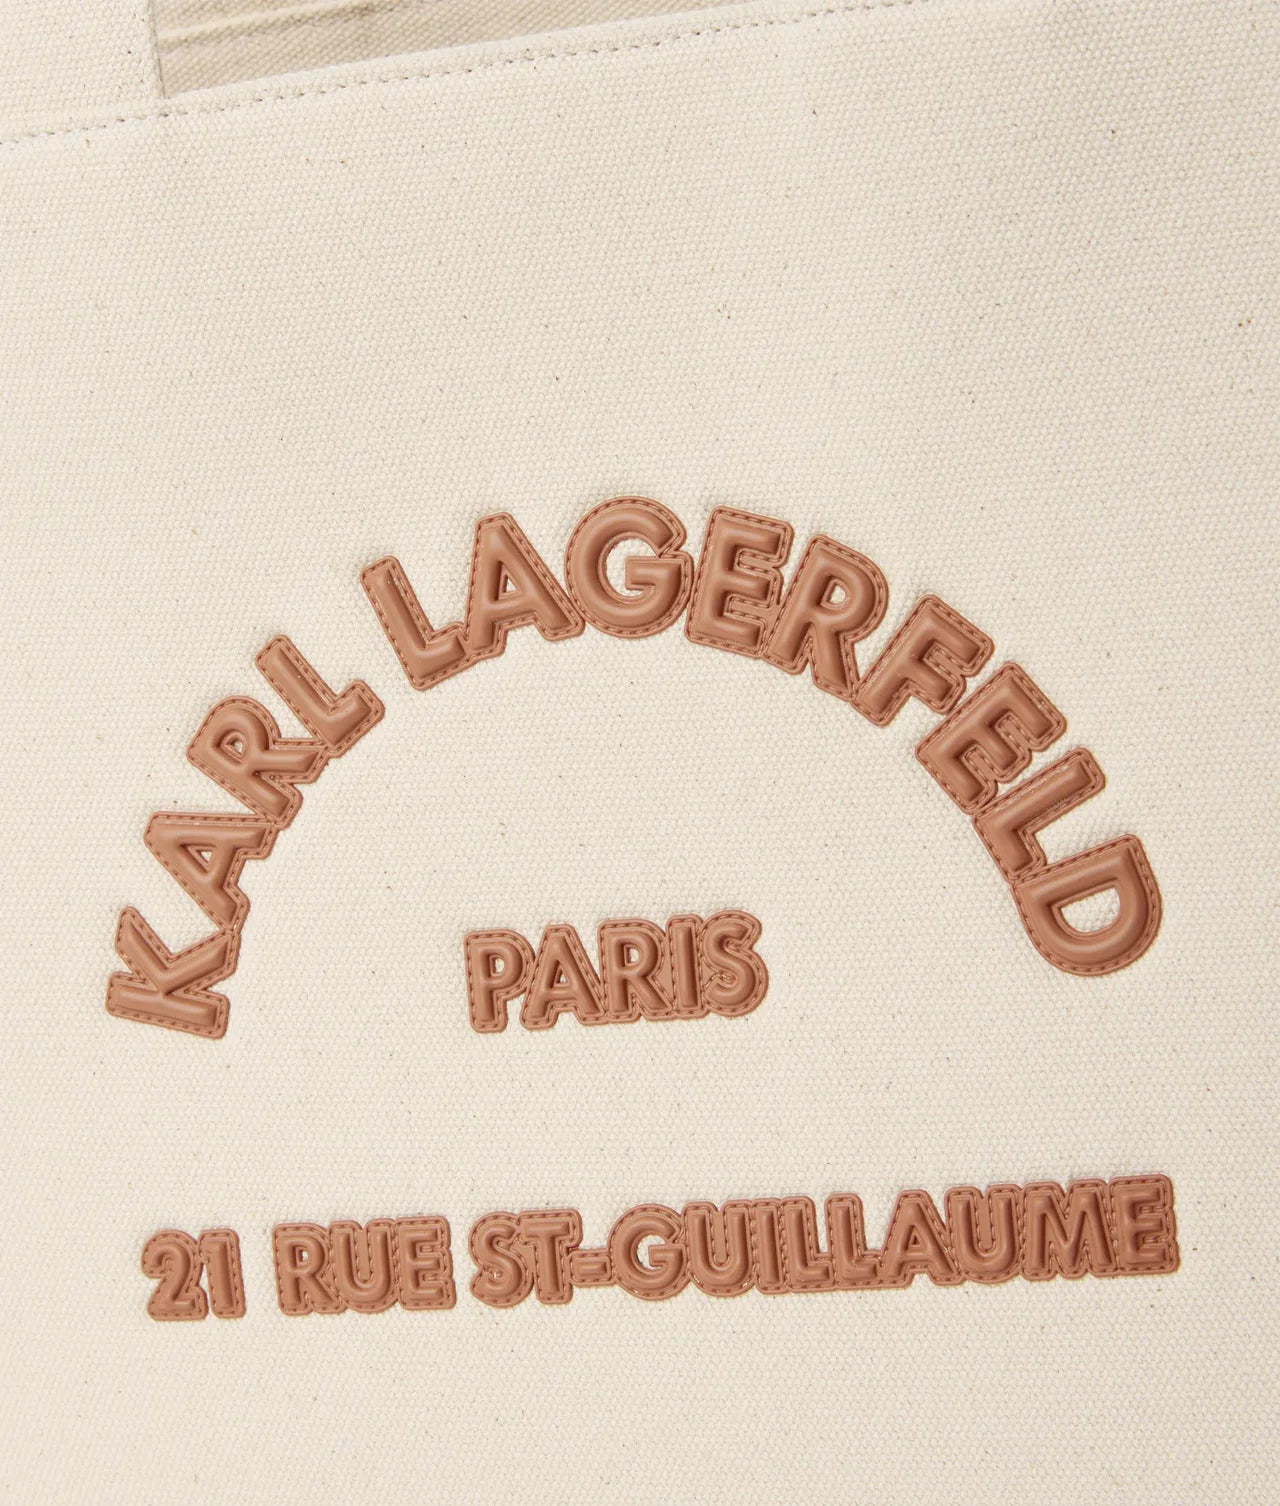 KARL LAGERFELD
PARIS
21 RUE ST-GUILLAUME